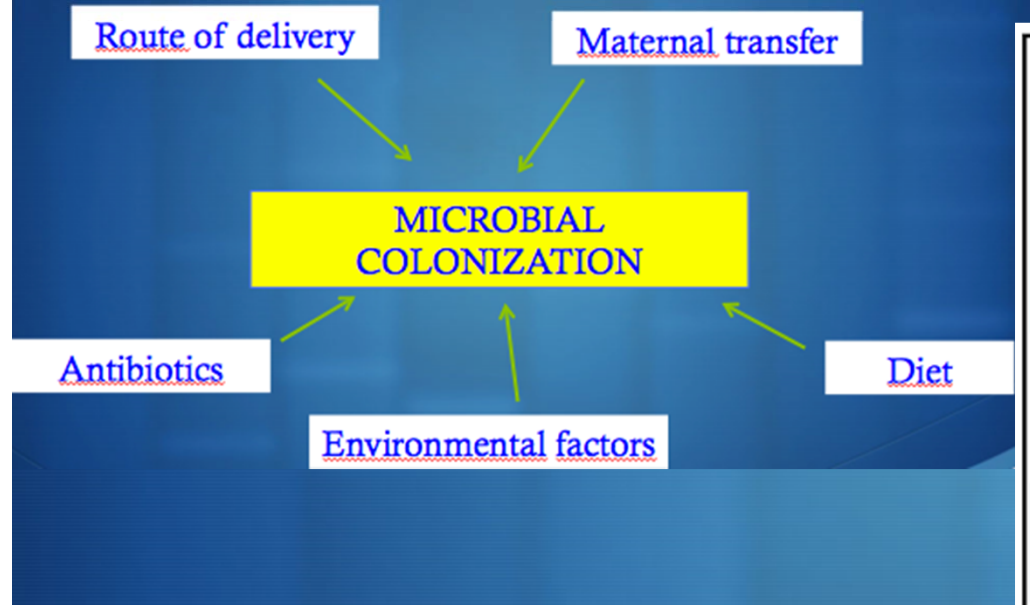 Route of delivery
Maternal transfer
MICROBIAL
COLONIZATION
Antibiotics
Diet
Environmental factors